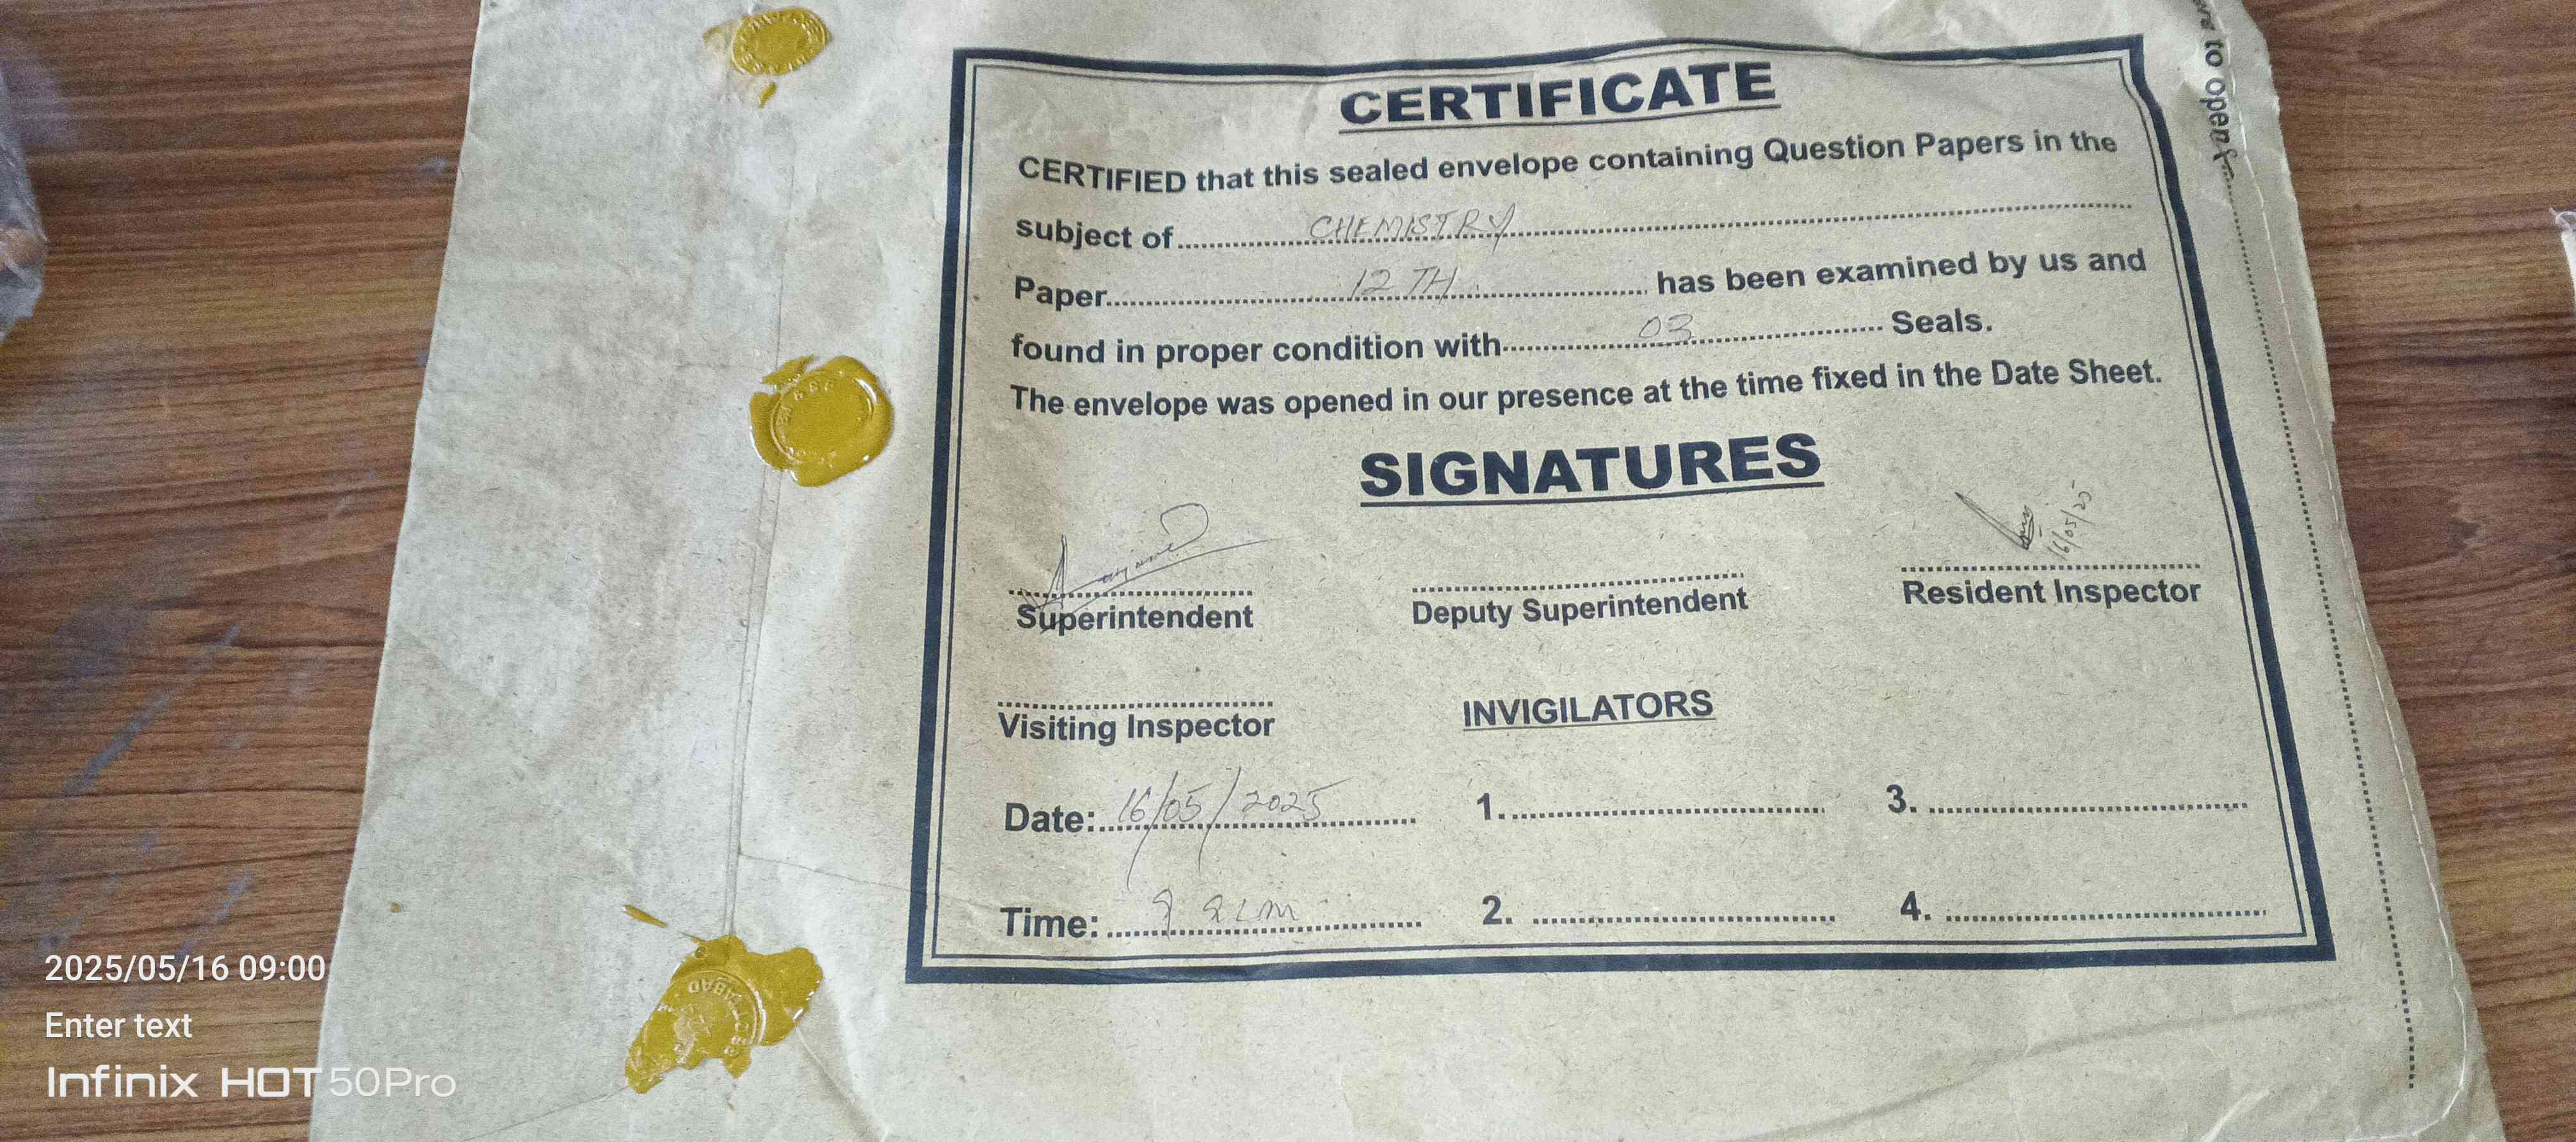 CERTIFICATE
CERTIFIED that this sealed envelope containing Question Papers in the
subject of CHEMISTRY
Paper 12 TH has been examined by us and
found in proper condition with 03 Seals.
The envelope was opened in our presence at the time fixed in the Date Sheet.
SIGNATURES
16/05/25
Superintendent
Deputy Superintendent
Resident Inspector
Visiting Inspector
INVIGILATORS
Date: 16/05/2025
1.
3.
Time:
2.
4.
to open
2025/05/16 09:00
Enter text
Infinix HOT 50Pro